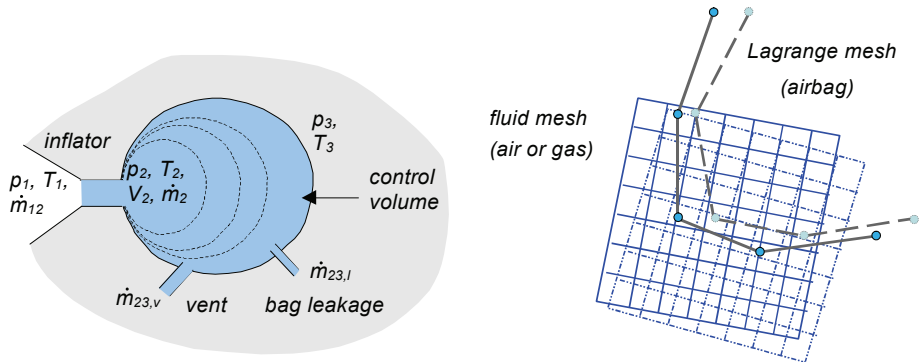 inflator
p1, T1,
ṁ12
p2, T2,
V2, ṁ2
p3,
T3
control
volume
ṁ23,v
vent
ṁ23,l
bag leakage
Lagrange mesh
(airbag)
fluid mesh
(air or gas)